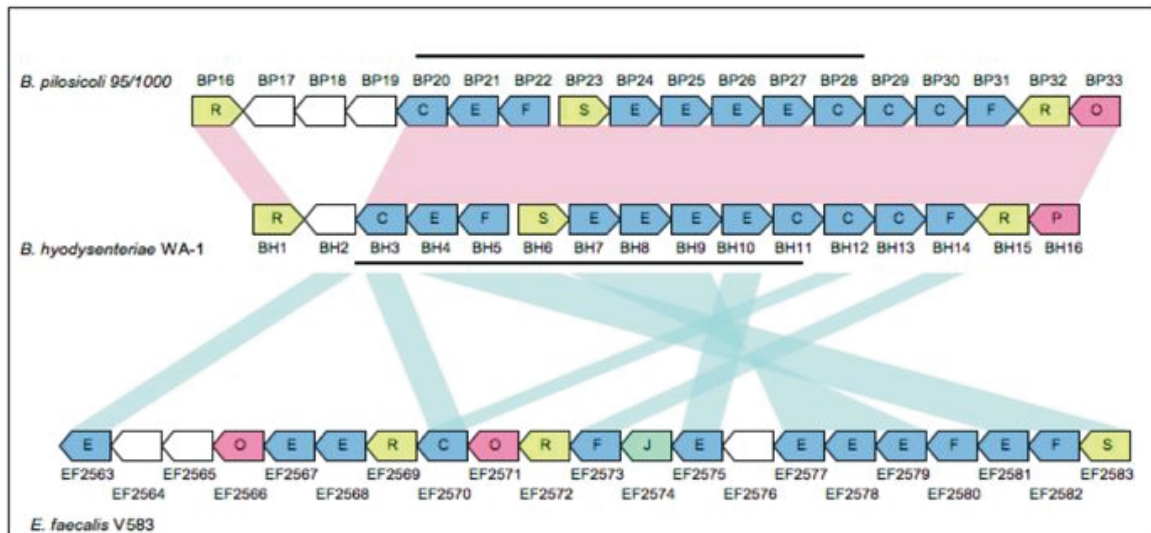 BP16 BP17 BP18 BP19 BP20 BP21 BP22 BP23 BP24 BP25 BP26 BP27 BP28 BP29 BP30 BP31 BP32 BP33
B. pilosicoli 95/1000
R C E F S E E E E C C C F R O
R C E F S E E E E C C C F R P
B. hyodysenteriae WA-1
BH1 BH2 BH3 BH4 BH5 BH6 BH7 BH8 BH9 BH10 BH11 BH12 BH13 BH14 BH15 BH16
E O E E R C O R F J E E E E F E F S
EF2563 EF2565 EF2567 EF2569 EF2571 EF2573 EF2575 EF2577 EF2579 EF2581 EF2583
EF2564 EF2566 EF2568 EF2570 EF2572 EF2574 EF2576 EF2578 EF2580 EF2582
E. faecalis V583